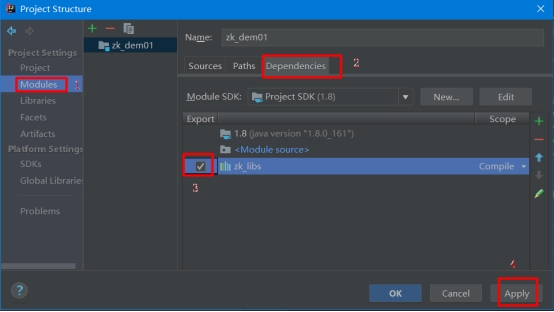 Project Structure
Name:
zk_dem01
zk_dem01
Project Settings
Project
Modules
1
Libraries
Facets
Artifacts
Platform Settings
SDKs
Global Librarie
Problems
Sources
Paths
Dependencies
2
Module SDK:
Project SDK (1.8)
New...
Edit
Export
Scope
1.8 (java version "1.8.0_161")
<Module source>
zk_libs
Compile
3
4
?
OK
Cancel
Apply